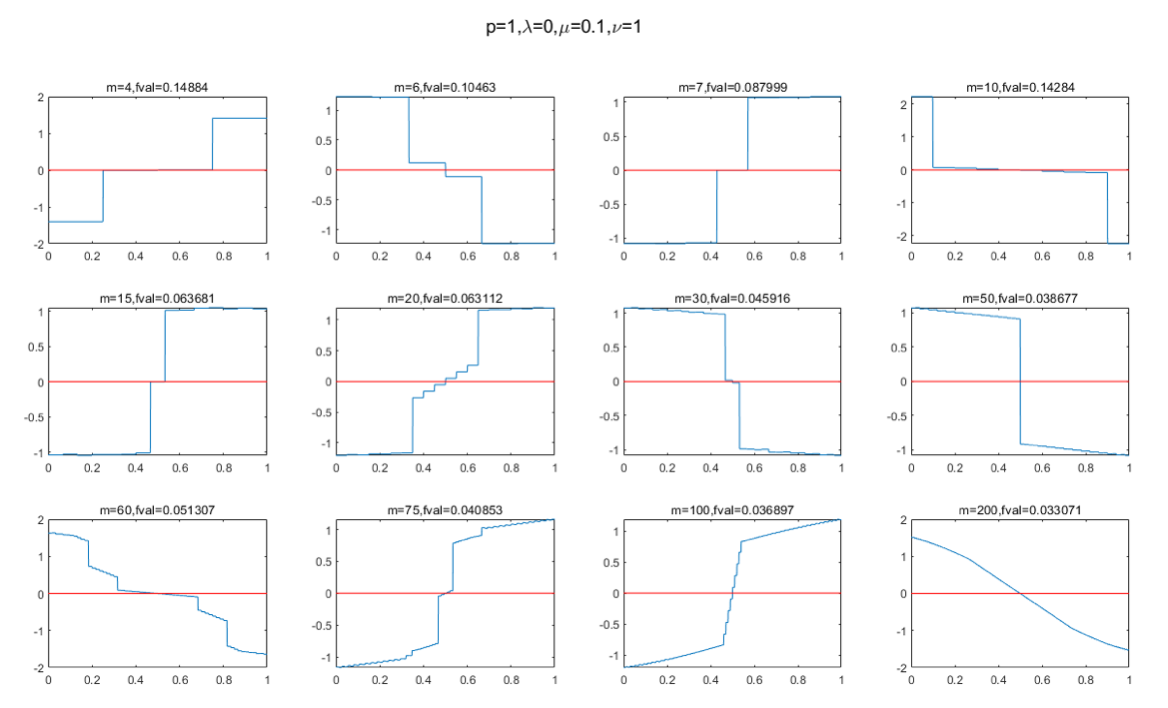 p=1,λ=0,μ=0.1,ν=1
m=4,fval=0.14884
m=6,fval=0.10463
m=7,fval=0.087999
m=10,fval=0.14284
2
1
0
-1
-2
0 0.2 0.4 0.6 0.8 1
1
0.5
0
-0.5
-1
0 0.2 0.4 0.6 0.8 1
1
0.5
0
-0.5
-1
0 0.2 0.4 0.6 0.8 1
2
1
0
-1
-2
0 0.2 0.4 0.6 0.8 1
m=15,fval=0.063681
m=20,fval=0.063112
m=30,fval=0.045916
m=50,fval=0.038677
1
0.5
0
-0.5
-1
0 0.2 0.4 0.6 0.8 1
1
0.5
0
-0.5
-1
0 0.2 0.4 0.6 0.8 1
1
0.5
0
-0.5
-1
0 0.2 0.4 0.6 0.8 1
1
0.5
0
-0.5
-1
0 0.2 0.4 0.6 0.8 1
m=60,fval=0.051307
m=75,fval=0.040853
m=100,fval=0.036897
m=200,fval=0.033071
2
1
0
-1
-2
0 0.2 0.4 0.6 0.8 1
1
0.5
0
-0.5
-1
0 0.2 0.4 0.6 0.8 1
1
0.5
0
-0.5
-1
0 0.2 0.4 0.6 0.8 1
2
1
0
-1
-2
0 0.2 0.4 0.6 0.8 1